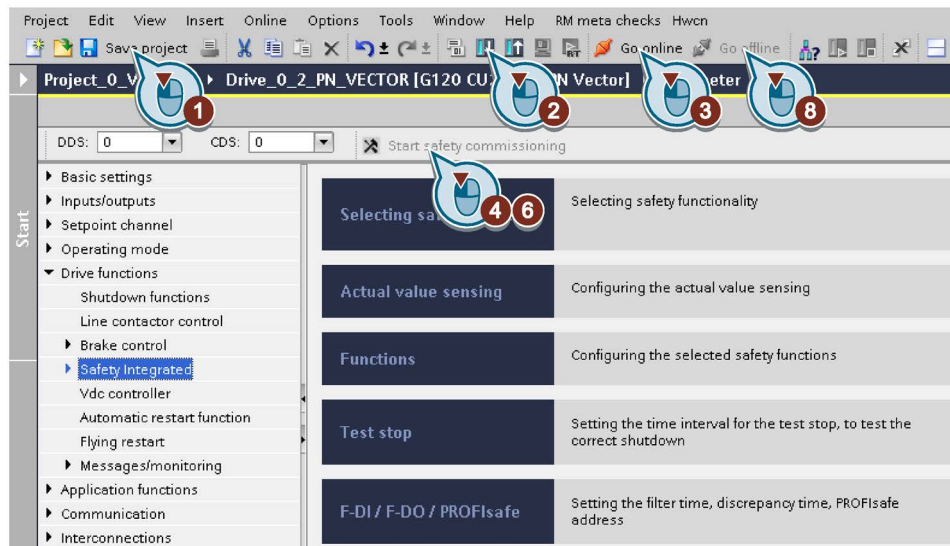 Project Edit View Insert Online Options Tools Window Help RM meta checks Hwcn
Save project
Go online
Go offline
Project_0_V
Drive_0_2_PN_VECTOR [G120 CU
PN Vector]
eter
1
2
3
8
DDS: 0
CDS: 0
Start safety commissioning
4
6
Start
Basic settings
Inputs/outputs
Setpoint channel
Operating mode
Drive functions
Shutdown functions
Line contactor control
Brake control
Safety Integrated
Vdc controller
Automatic restart function
Flying restart
Messages/monitoring
Application functions
Communication
Interconnections
Selecting sa
Selecting safety functionality
Actual value sensing
Configuring the actual value sensing
Functions
Configuring the selected safety functions
Test stop
Setting the time interval for the test stop, to test the
correct shutdown
F-DI / F-DO / PROFIsafe
Setting the filter time, discrepancy time, PROFIsafe
address